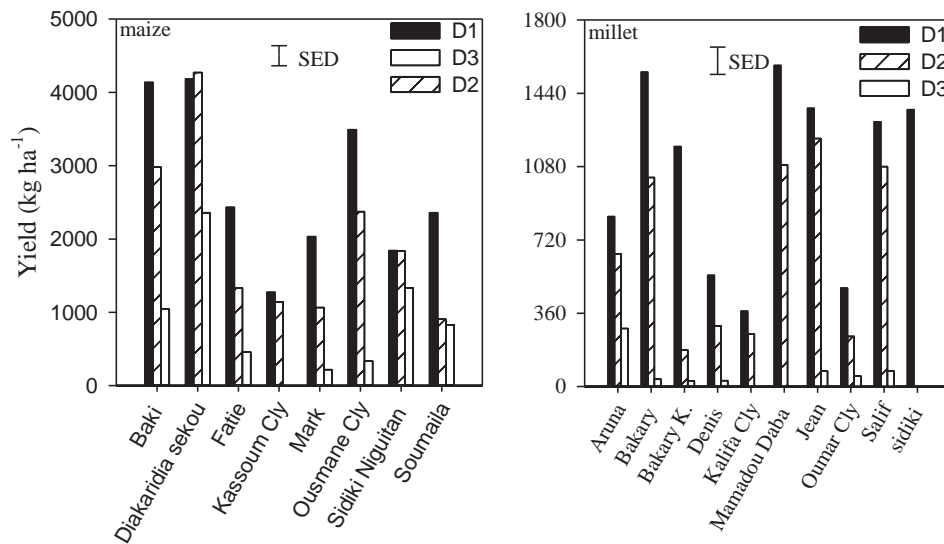 maize
SED
D1
D3
D2
Yield (kg ha⁻¹)
5000
4000
3000
2000
1000
0
Baki
Diakaridia sekou
Fatie
Kassoum Cly
Mark
Ousmane Cly
Sidiki Niguitan
Soumaila
millet
SED
D1
D2
D3
1800
1440
1080
720
360
0
Aruna
Bakary
Bakary K.
Denis
Kalifa Cly
Mamadou Daba
Jean
Oumar Cly
Salif
sidiki